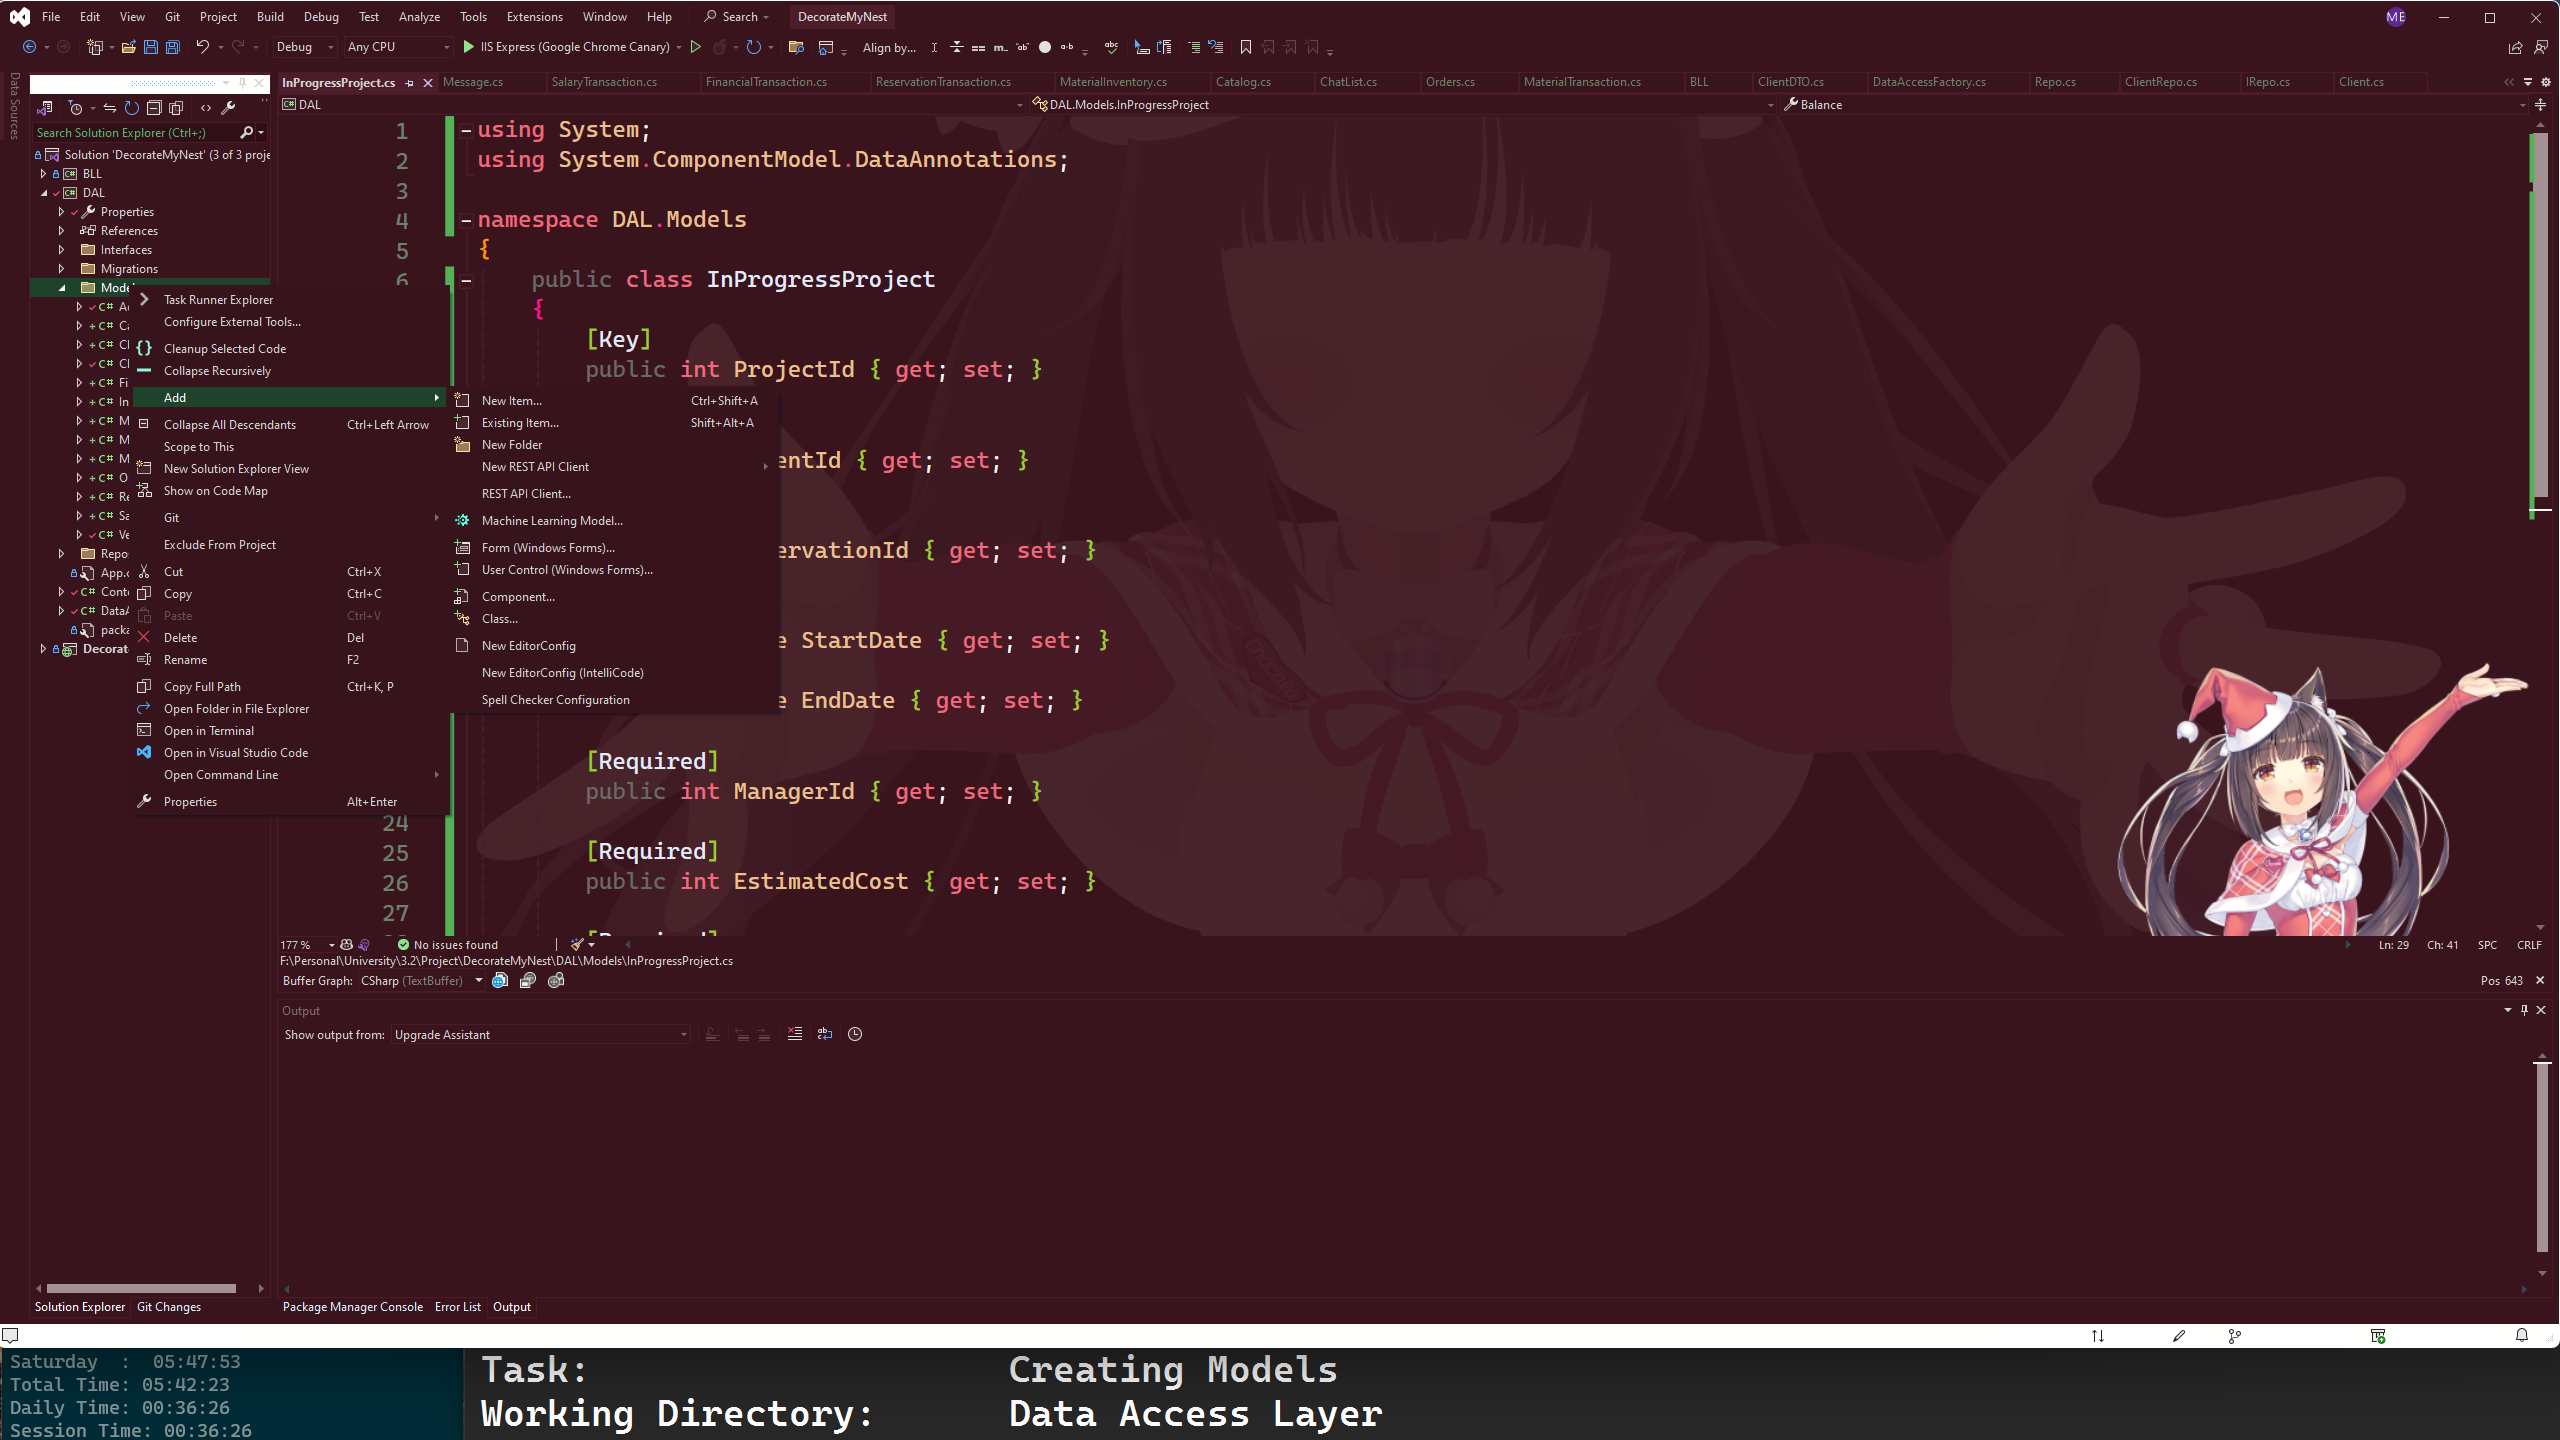 File Edit View Git Project Build Debug Test Analyze Tools Extensions Window Help Search DecorateMyNest ME
Debug Any CPU IIS Express (Google Chrome Canary) Align by...
Data Sources
InProgressProject.cs Message.cs SalaryTransaction.cs FinancialTransaction.cs ReservationTransaction.cs MaterialInventory.cs Catalog.cs ChatList.cs Orders.cs MaterialTransaction.cs BLL ClientDTO.cs DataAccessFactory.cs Repo.cs ClientRepo.cs IRepo.cs Client.cs
DAL DAL.Models.InProgressProject Balance
Search Solution Explorer (Ctrl+;)
Solution 'DecorateMyNest' (3 of 3 proje
BLL
DAL
Properties
References
Interfaces
Migrations
Model
C# A
C# C
C# Cl
C# Cl
C# Fi
C# In
C# M
C# M
C# M
C# O
C# Re
C# Sa
C# Ve
Repo
App.c
C# Conte
C# DataA
packa
Decorat
Task Runner Explorer
Configure External Tools...
Cleanup Selected Code
Collapse Recursively
Add
Collapse All Descendants Ctrl+Left Arrow
Scope to This
New Solution Explorer View
Show on Code Map
Git
Exclude From Project
Cut Ctrl+X
Copy Ctrl+C
Paste Ctrl+V
Delete Del
Rename F2
Copy Full Path Ctrl+K, P
Open Folder in File Explorer
Open in Terminal
Open in Visual Studio Code
Open Command Line
Properties Alt+Enter
New Item... Ctrl+Shift+A
Existing Item... Shift+Alt+A
New Folder
New REST API Client
REST API Client...
Machine Learning Model...
Form (Windows Forms)...
User Control (Windows Forms)...
Component...
Class...
New EditorConfig
New EditorConfig (IntelliCode)
Spell Checker Configuration
1 using System;
2 using System.ComponentModel.DataAnnotations;
3
4 namespace DAL.Models
5 {
6 public class InProgressProject
{
[Key]
public int ProjectId { get; set; }
entId { get; set; }
ervationId { get; set; }
e StartDate { get; set; }
e EndDate { get; set; }
[Required]
public int ManagerId { get; set; }
24
25 [Required]
26 public int EstimatedCost { get; set; }
27
Chocola
177 % No issues found Ln: 29 Ch: 41 SPC CRLF
F:\Personal\University\3.2\Project\DecorateMyNest\DAL\Models\InProgressProject.cs
Buffer Graph: CSharp (TextBuffer) Pos 643
Output
Show output from: Upgrade Assistant
Solution Explorer Git Changes Package Manager Console Error List Output
Saturday : 05:47:53
Total Time: 05:42:23
Daily Time: 00:36:26
Session Time: 00:36:26
Task: Creating Models
Working Directory: Data Access Layer